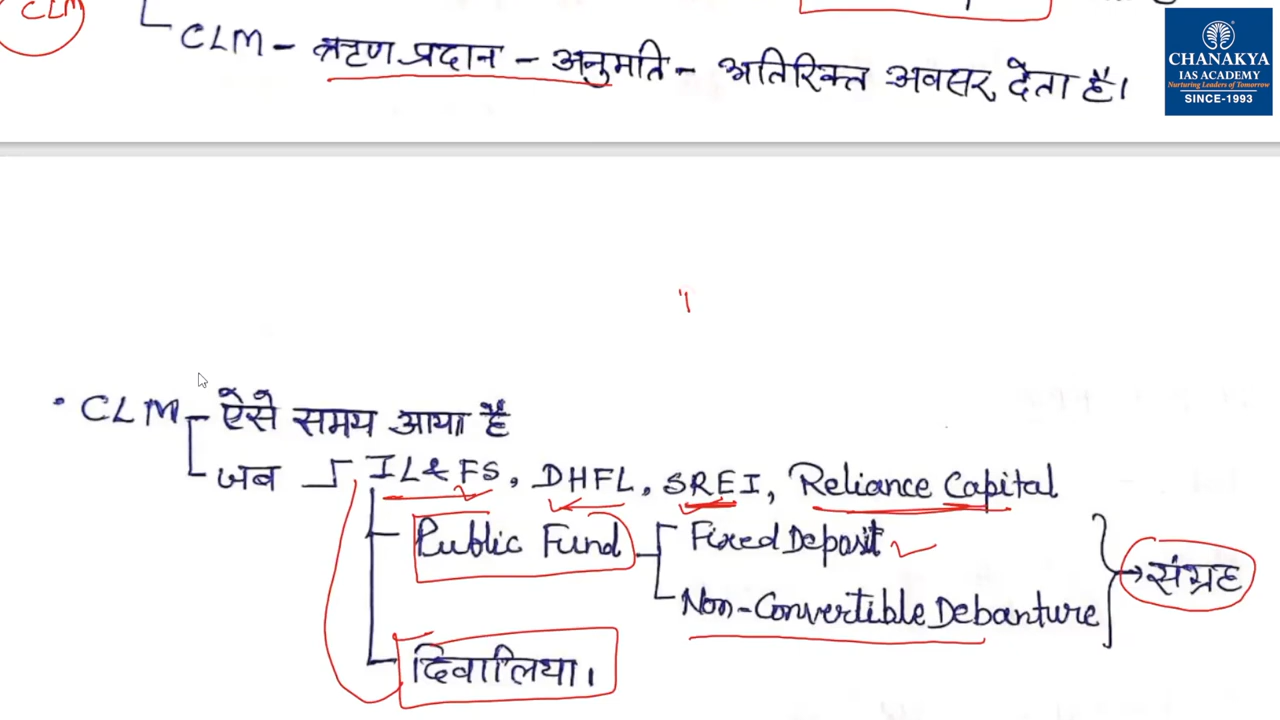 CLM
CLM - ऋण प्रदान - अनुमति - अतिरिक्त अवसर देता है।
CHANAKYA
IAS ACADEMY
Nurturing Leaders of Tomorrow
SINCE-1993
• CLM - ऐसे समय आया है
जब IL&FS, DHFL, SREI, Reliance Capital
Public Fund Fixed Deposit
Non-Convertible Debanture → संग्रह
दिवालिया।